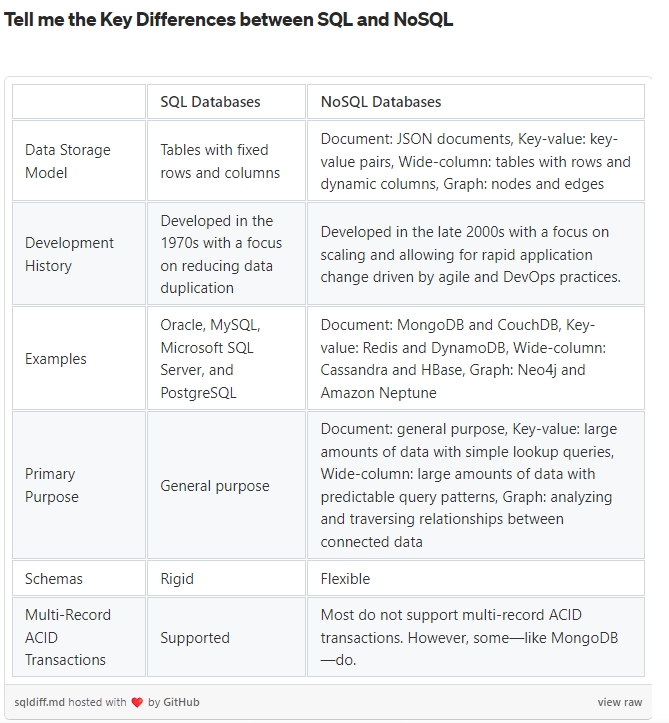 Tell me the Key Differences between SQL and NoSQL
SQL Databases
NoSQL Databases
Data Storage
Model
Tables with fixed
rows and columns
Document: JSON documents, Key-value: key-
value pairs, Wide-column: tables with rows and
dynamic columns, Graph: nodes and edges
Development
History
Developed in the
1970s with a focus
on reducing data
duplication
Developed in the late 2000s with a focus on
scaling and allowing for rapid application
change driven by agile and DevOps practices.
Examples
Oracle, MySQL,
Microsoft SQL
Server, and
PostgreSQL
Document: MongoDB and CouchDB, Key-
value: Redis and DynamoDB, Wide-column:
Cassandra and HBase, Graph: Neo4j and
Amazon Neptune
Primary
Purpose
General purpose
Document: general purpose, Key-value: large
amounts of data with simple lookup queries,
Wide-column: large amounts of data with
predictable query patterns, Graph: analyzing
and traversing relationships between
connected data
Schemas
Rigid
Flexible
Multi-Record
ACID
Transactions
Supported
Most do not support multi-record ACID
transactions. However, some—like MongoDB
—do.
sqldiff.md hosted with ❤ by GitHub
view raw